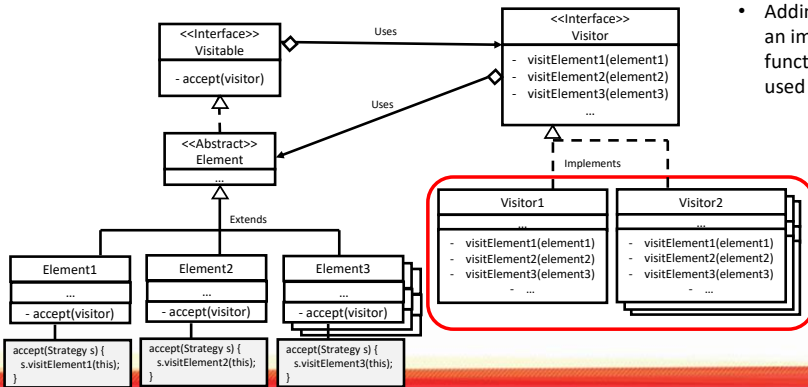 <<Interface>>
Visitable
- accept(visitor)
Uses
<<Interface>>
Visitor
- visitElement1(element1)
- visitElement2(element2)
- visitElement3(element3)
...
Uses
<<Abstract>>
Element
...
Extends
Implements
Element1
...
- accept(visitor)
accept(Strategy s) {
s.visitElement1(this);
}
Element2
...
- accept(visitor)
accept(Strategy s) {
s.visitElement2(this);
}
Element3
...
- accept(visitor)
accept(Strategy s) {
s.visitElement3(this);
}
Visitor1
...
- visitElement1(element1)
- visitElement2(element2)
- visitElement3(element3)
- ...
Visitor2
...
- visitElement1(element1)
- visitElement2(element2)
- visitElement3(element3)
- ...
• Addin
an im
funct
used